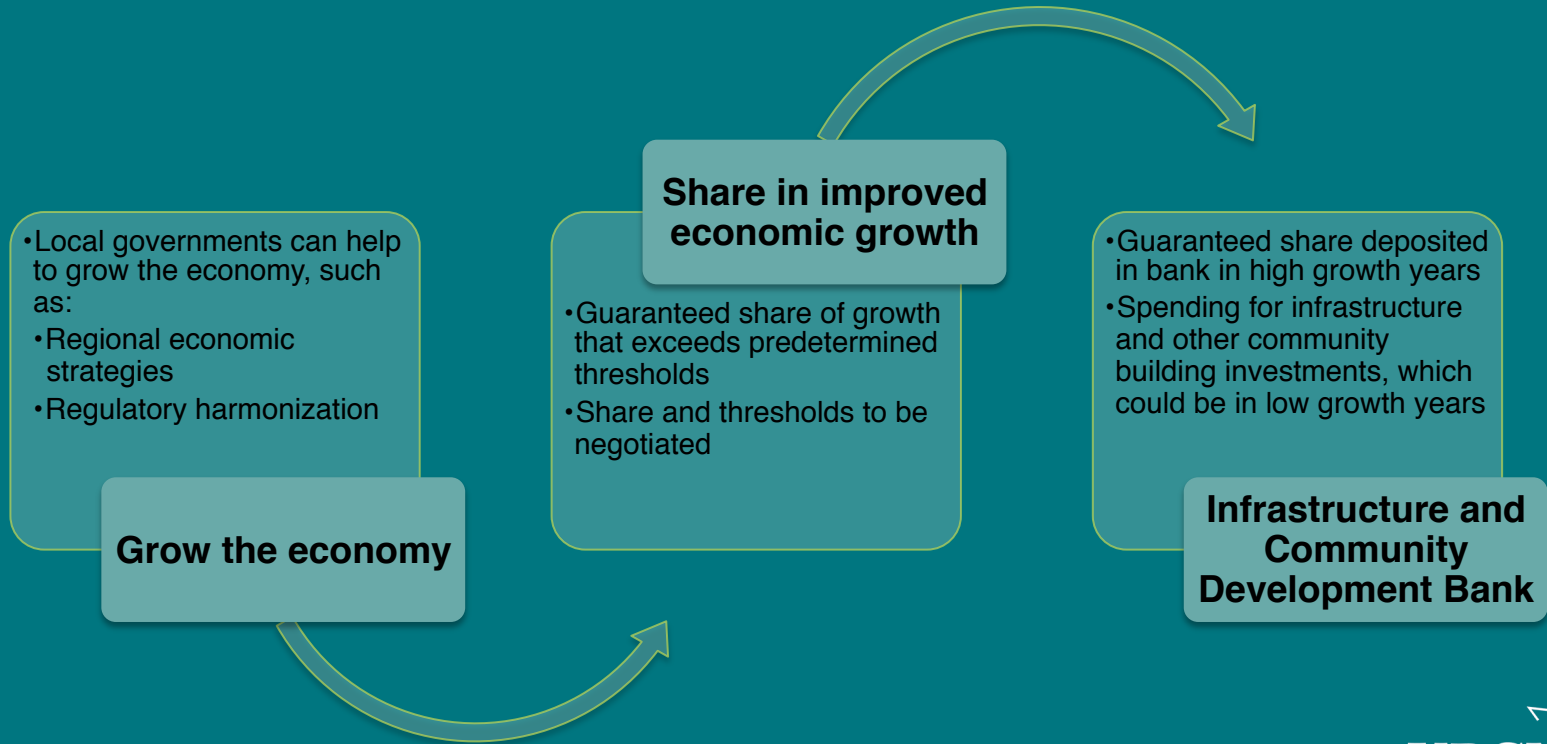 •Local governments can help
to grow the economy, such
as:
•Regional economic
strategies
•Regulatory harmonization
Grow the economy
Share in improved
economic growth
•Guaranteed share of growth
that exceeds predetermined
thresholds
•Share and thresholds to be
negotiated
•Guaranteed share deposited
in bank in high growth years
•Spending for infrastructure
and other community
building investments, which
could be in low growth years
Infrastructure and
Community
Development Bank